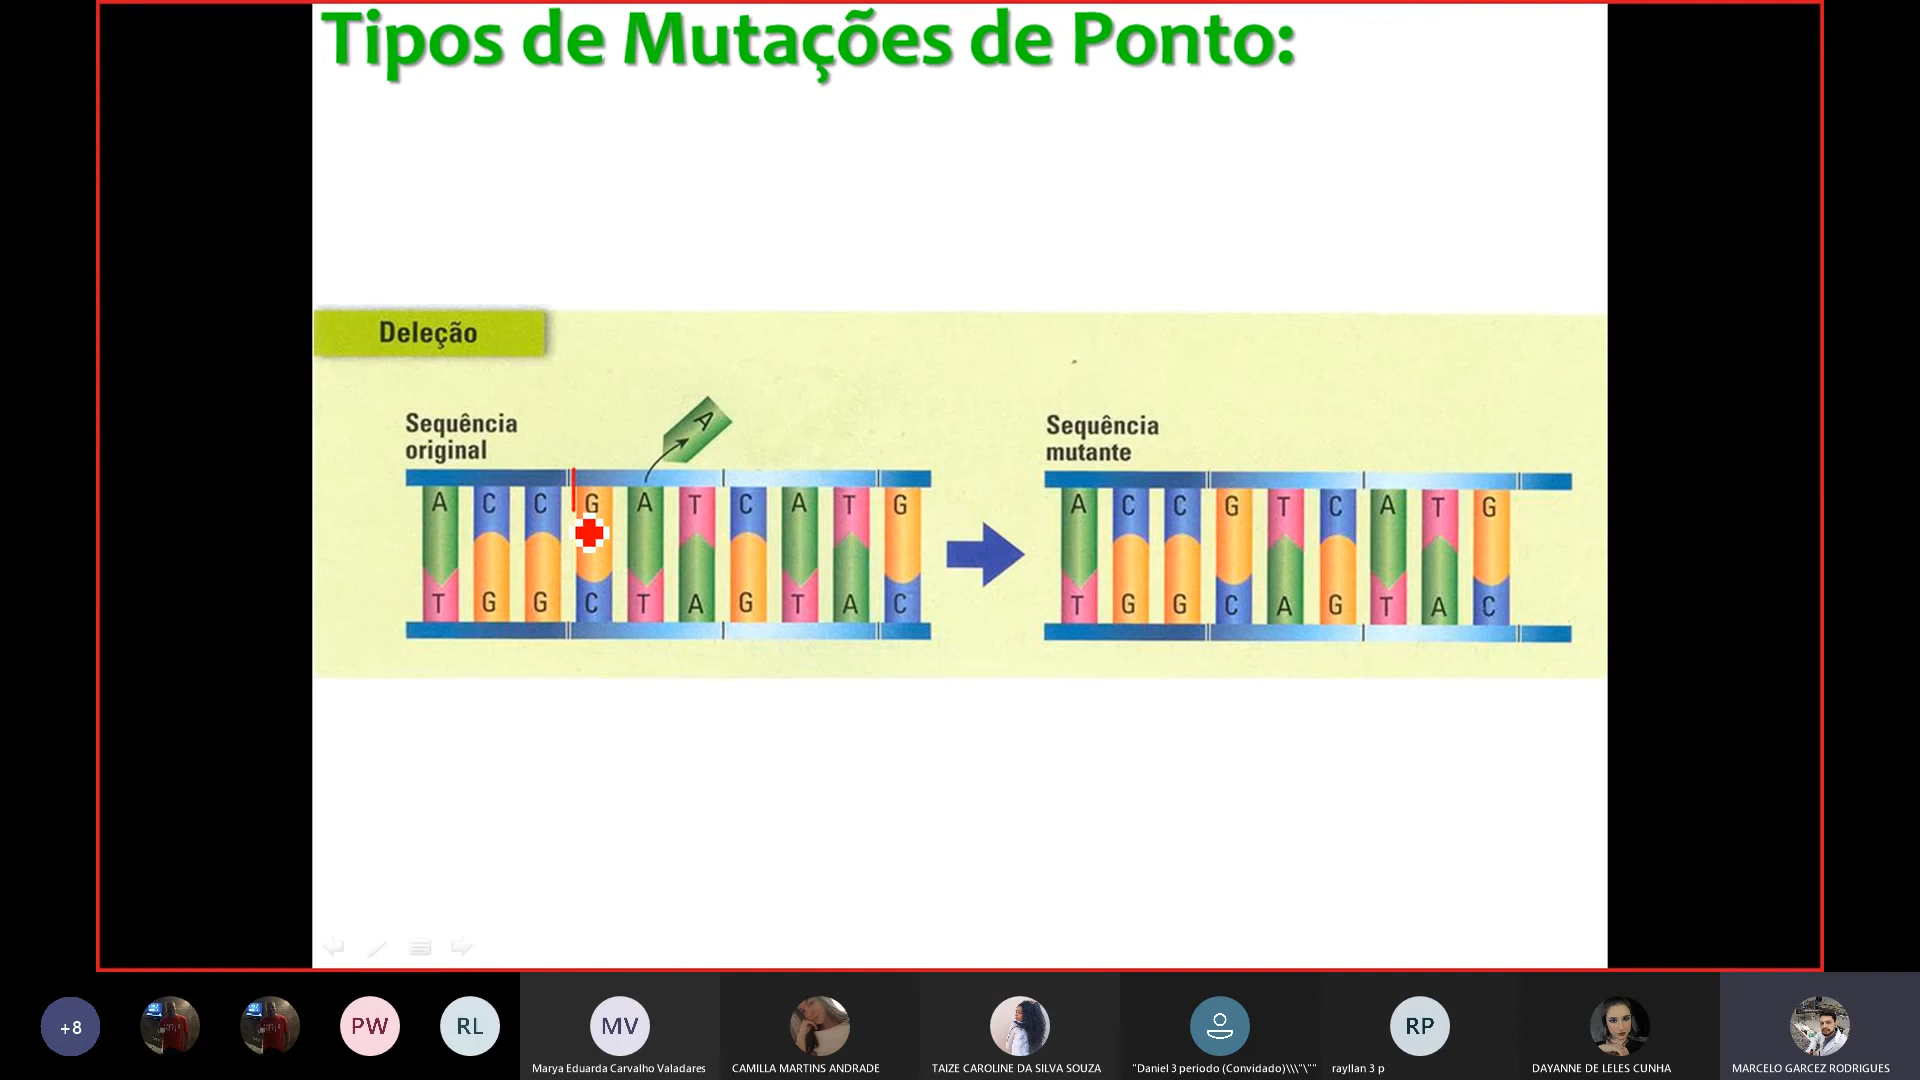 Tipos de Mutações de Ponto:
Deleção
A
Sequência
original
Sequência
mutante
A C C G A T C A T G
A C C G T C A T G
T G G C T A G T A C
T G G C A G T A C
+8
PW
RL
MV
RP
Marya Eduarda Carvalho Valadares
CAMILLA MARTINS ANDRADE
TAIZE CAROLINE DA SILVA SOUZA
"Daniel 3 periodo (Convidado)\\\"\""
rayllan 3 p
DAYANNE DE LELES CUNHA
MARCELO GARCEZ RODRIGUES